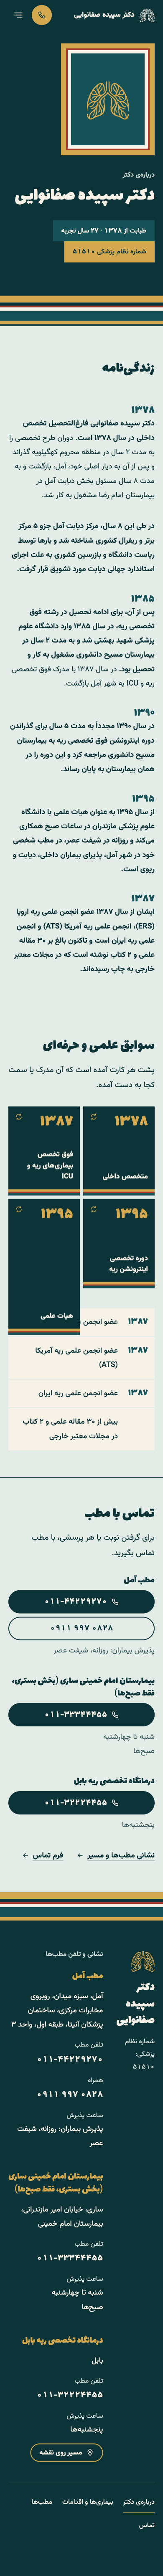 دکتر سپیده صفائیانی
درباره‌ی دکتر
دکتر سپیده صفائیانی
طبابت از ۱۳۷۸ · ۲۷ سال تجربه
شماره نظام پزشکی ۵۱۵۱۰
زندگی‌نامه
۱۳۷۸
دکتر سپیده صفائیانی فارغ‌التحصیل تخصص
داخلی در سال ۱۳۷۸ است. دوران طرح تخصصی را
به مدت ۲ سال در منطقه محروم کهگیلویه گذراند
و پس از آن به دیار اصلی خود، آمل، بازگشت و به
مدت ۸ سال مسئول بخش دیابت آمل در
بیمارستان امام رضا مشغول به کار شد.
در طی این ۸ سال، مرکز دیابت آمل جزو ۵ مرکز
برتر و ریفرال کشوری شناخته شد و بارها توسط
ریاست دانشگاه و بازرسین کشوری به علت اجرای
استاندارد جهانی دیابت مورد تشویق قرار گرفت.
۱۳۸۵
پس از آن، برای ادامه تحصیل در رشته فوق
تخصصی ریه، در سال ۱۳۸۵ وارد دانشگاه علوم
پزشکی شهید بهشتی شد و به مدت ۲ سال در
بیمارستان مسیح دانشوری مشغول به کار و
تحصیل بود. در سال ۱۳۸۷ با مدرک فوق تخصصی
ریه و ICU به شهر آمل بازگشت.
۱۳۹۰
در سال ۱۳۹۰ مجدداً به مدت ۵ سال برای گذراندن
دوره اینترونشن فوق تخصصی ریه به بیمارستان
مسیح دانشوری مراجعه کرد و این دوره را در
همان بیمارستان به پایان رساند.
۱۳۹۵
از سال ۱۳۹۵ به عنوان هیات علمی با دانشگاه
علوم پزشکی مازندران در ساعات صبح همکاری
می‌کند و روزانه در شیفت عصر، در مطب شخصی
خود در شهر آمل، پذیرای بیماران داخلی، دیابت و
ریوی است.
۱۳۸۷
ایشان از سال ۱۳۸۷ عضو انجمن علمی ریه اروپا
(ERS)، انجمن علمی ریه آمریکا (ATS) و انجمن
علمی ریه ایران است و تاکنون بالغ بر ۳۰ مقاله
علمی و ۲ کتاب نوشته است که در مجلات معتبر
خارجی به چاپ رسیده‌اند.
سوابق علمی و حرفه‌ای
پشت هر کارت آمده است که آن مدرک یا سمت
کجا به دست آمده.
۱۳۷۸
متخصص داخلی
۱۳۸۷
فوق تخصص
بیماری‌های ریه و
ICU
۱۳۹۵
دوره تخصصی
اینترونشن ریه
۱۳۹۵
هیات علمی
۱۳۸۷ عضو انجمن
۱۳۸۷ عضو انجمن علمی ریه آمریکا
(ATS)
۱۳۸۷ عضو انجمن علمی ریه ایران
بیش از ۳۰ مقاله علمی و ۲ کتاب
در مجلات معتبر خارجی
تماس با مطب
برای گرفتن نوبت یا هر پرسشی، با مطب
تماس بگیرید.
مطب آمل
۰۱۱-۴۴۲۲۹۲۷۰
۰۹۱۱ ۹۹۷ ۰۸۲۸
پذیرش بیماران: روزانه، شیفت عصر
بیمارستان امام خمینی ساری (بخش بستری،
فقط صبح‌ها)
۰۱۱-۳۳۳۴۴۴۵۵
شنبه تا چهارشنبه
صبح‌ها
درمانگاه تخصصی ریه بابل
۰۱۱-۳۲۲۲۴۴۵۵
پنجشنبه‌ها
نشانی مطب‌ها و مسیر ←
فرم تماس ←
دکتر
سپیده
صفائیانی
شماره نظام
پزشکی:
۵۱۵۱۰
نشانی و تلفن مطب‌ها
مطب آمل
آمل، سبزه میدان، روبروی
مخابرات مرکزی، ساختمان
پزشکان آتیتا، طبقه اول، واحد ۳
تلفن مطب
۰۱۱-۴۴۲۲۹۲۷۰
همراه
۰۹۱۱ ۹۹۷ ۰۸۲۸
ساعت پذیرش
پذیرش بیماران: روزانه، شیفت
عصر
بیمارستان امام خمینی ساری
(بخش بستری، فقط صبح‌ها)
ساری، خیابان امیر مازندرانی،
بیمارستان امام خمینی
تلفن مطب
۰۱۱-۳۳۳۴۴۴۵۵
ساعت پذیرش
شنبه تا چهارشنبه
صبح‌ها
درمانگاه تخصصی ریه بابل
بابل
تلفن مطب
۰۱۱-۳۲۲۲۴۴۵۵
ساعت پذیرش
پنجشنبه‌ها
مسیر روی نقشه
درباره‌ی دکتر
بیماری‌ها و اقدامات
مطب‌ها
تماس